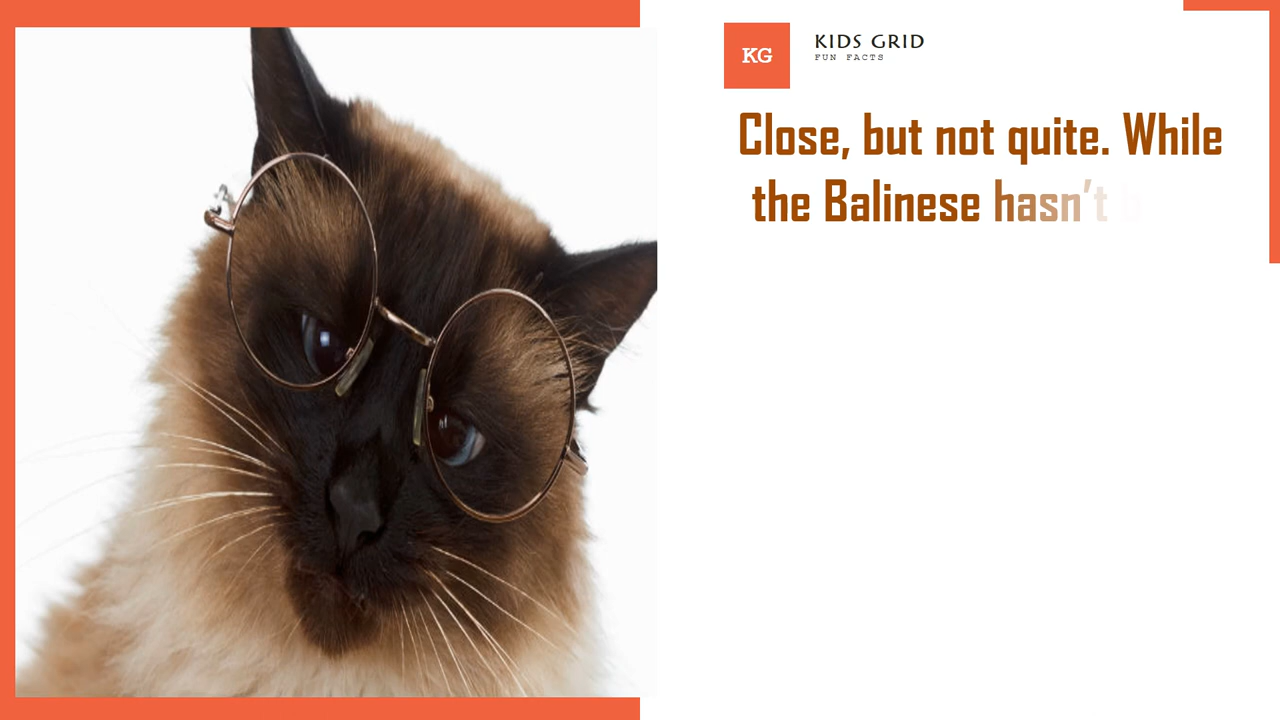 KG
KIDS GRID
FUN FACTS
Close, but not quite. While
the Balinese hasn't